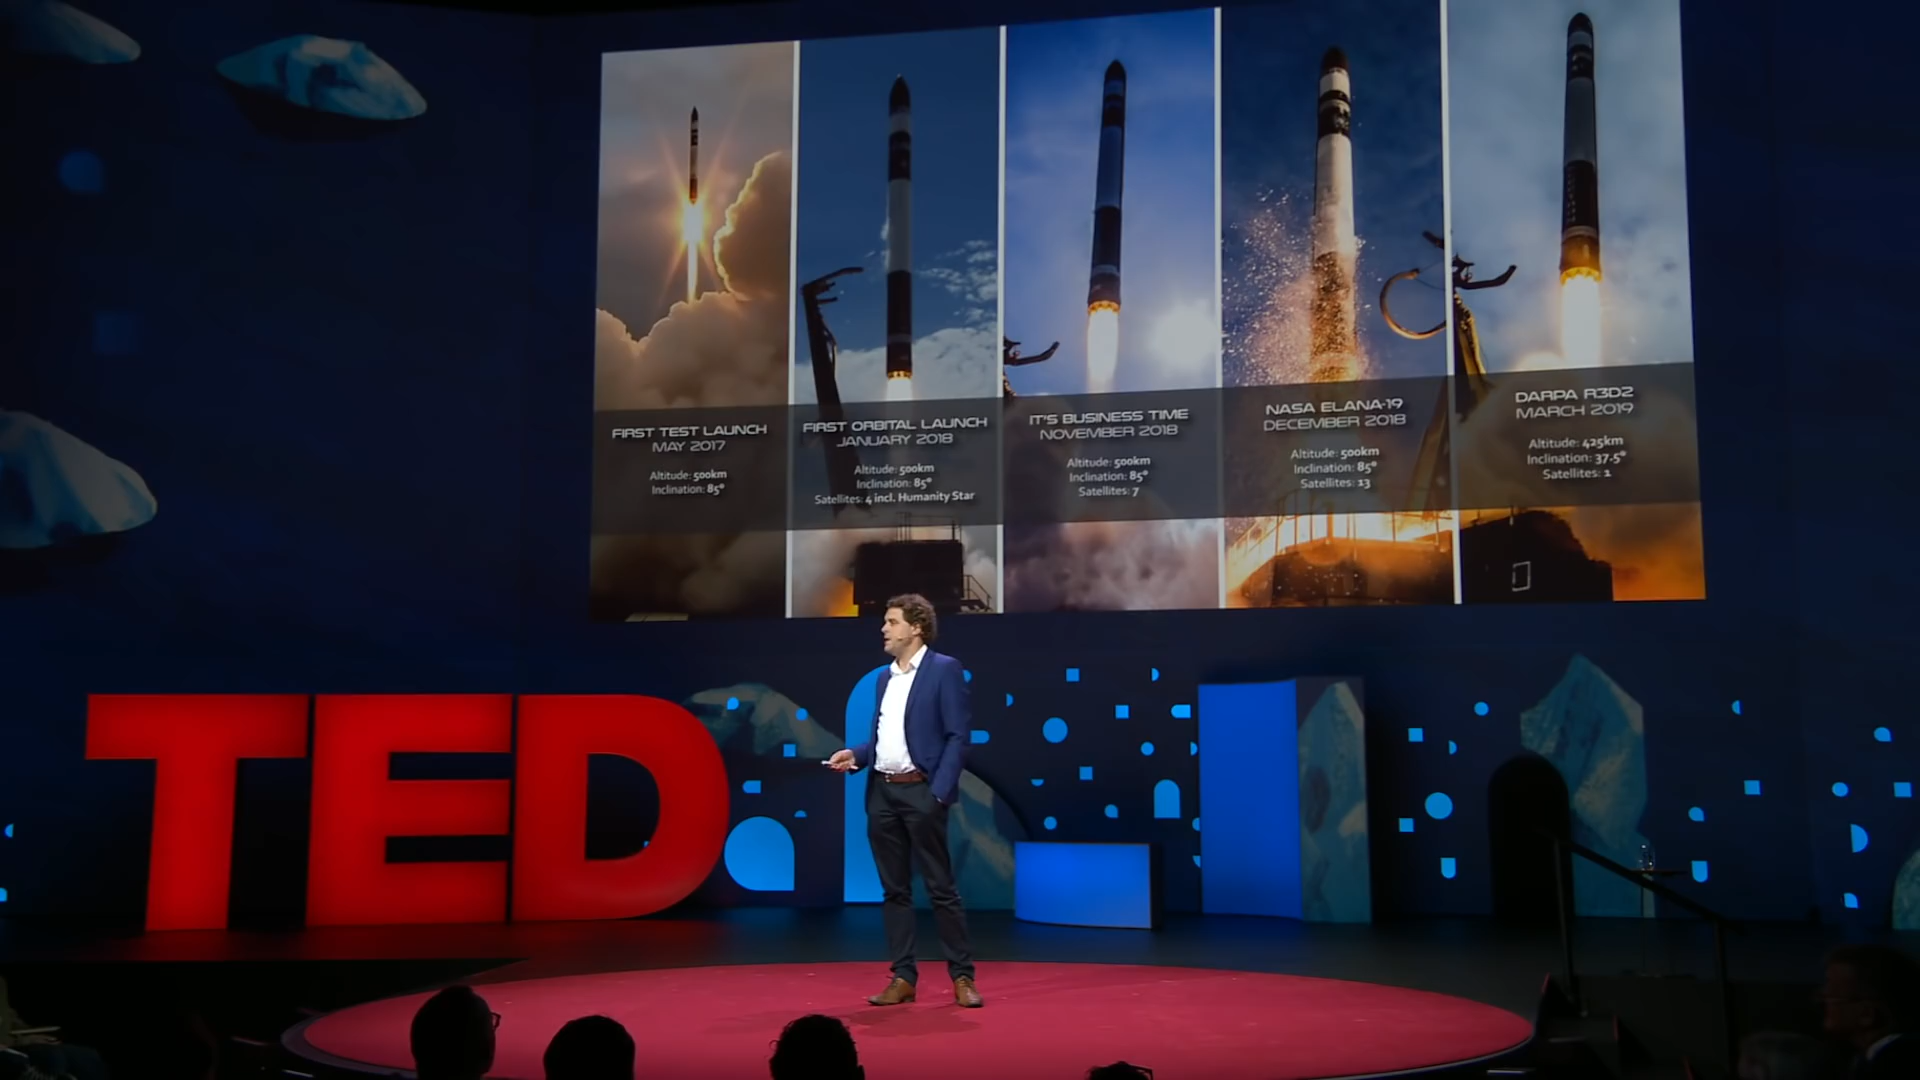 FIRST TEST LAUNCH
MAY 2017
Altitude: 500km
Inclination: 85°
FIRST ORBITAL LAUNCH
JANUARY 2018
Altitude: 500km
Inclination: 85°
Satellites: 4 incl. Humanity Star
IT'S BUSINESS TIME
NOVEMBER 2018
Altitude: 500km
Inclination: 85°
Satellites: 7
NASA ELANA-19
DECEMBER 2018
Altitude: 500km
Inclination: 85°
Satellites: 13
DARPA R3D2
MARCH 2019
Altitude: 425km
Inclination: 37.5°
Satellites: 1
TED